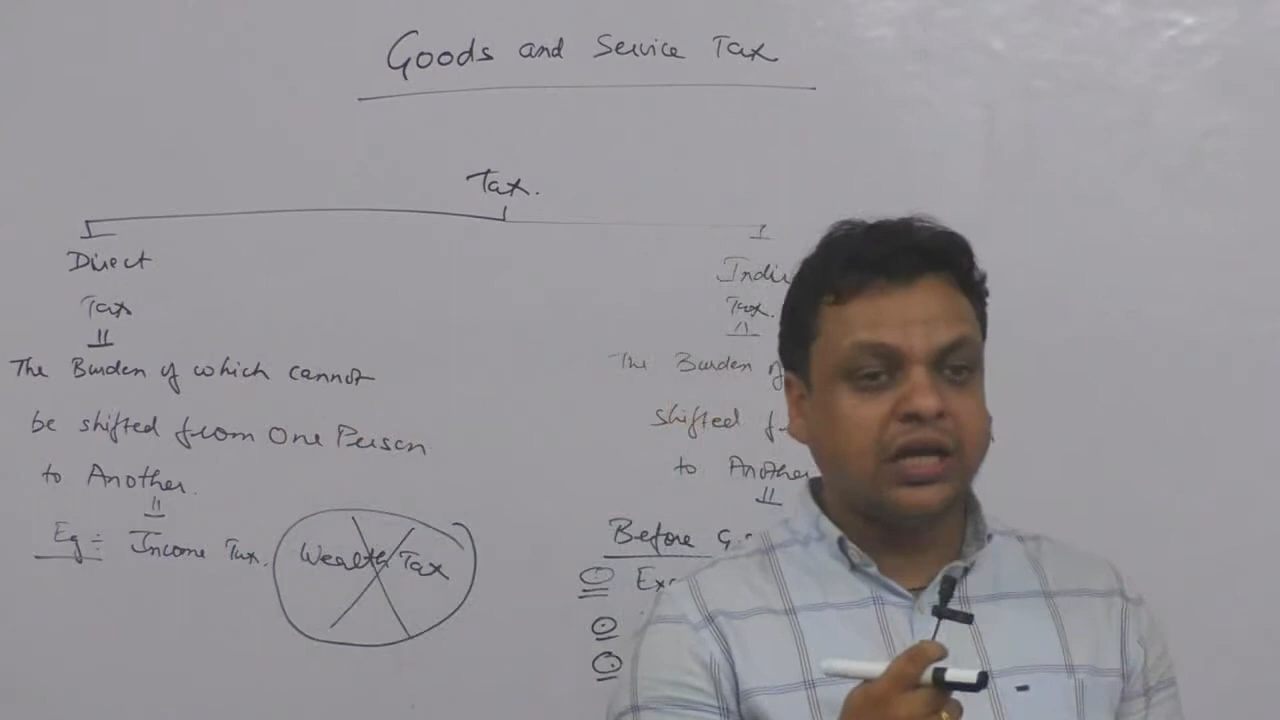 Goods and Service Tax
Tax.
Direct
Tax
The Burden of which cannot
be shifted from One Person
to Another.
Eg :- Income Tax.
Wealth Tax
Indi
Tax.
The Burden of
shifted
to Another
Before G.